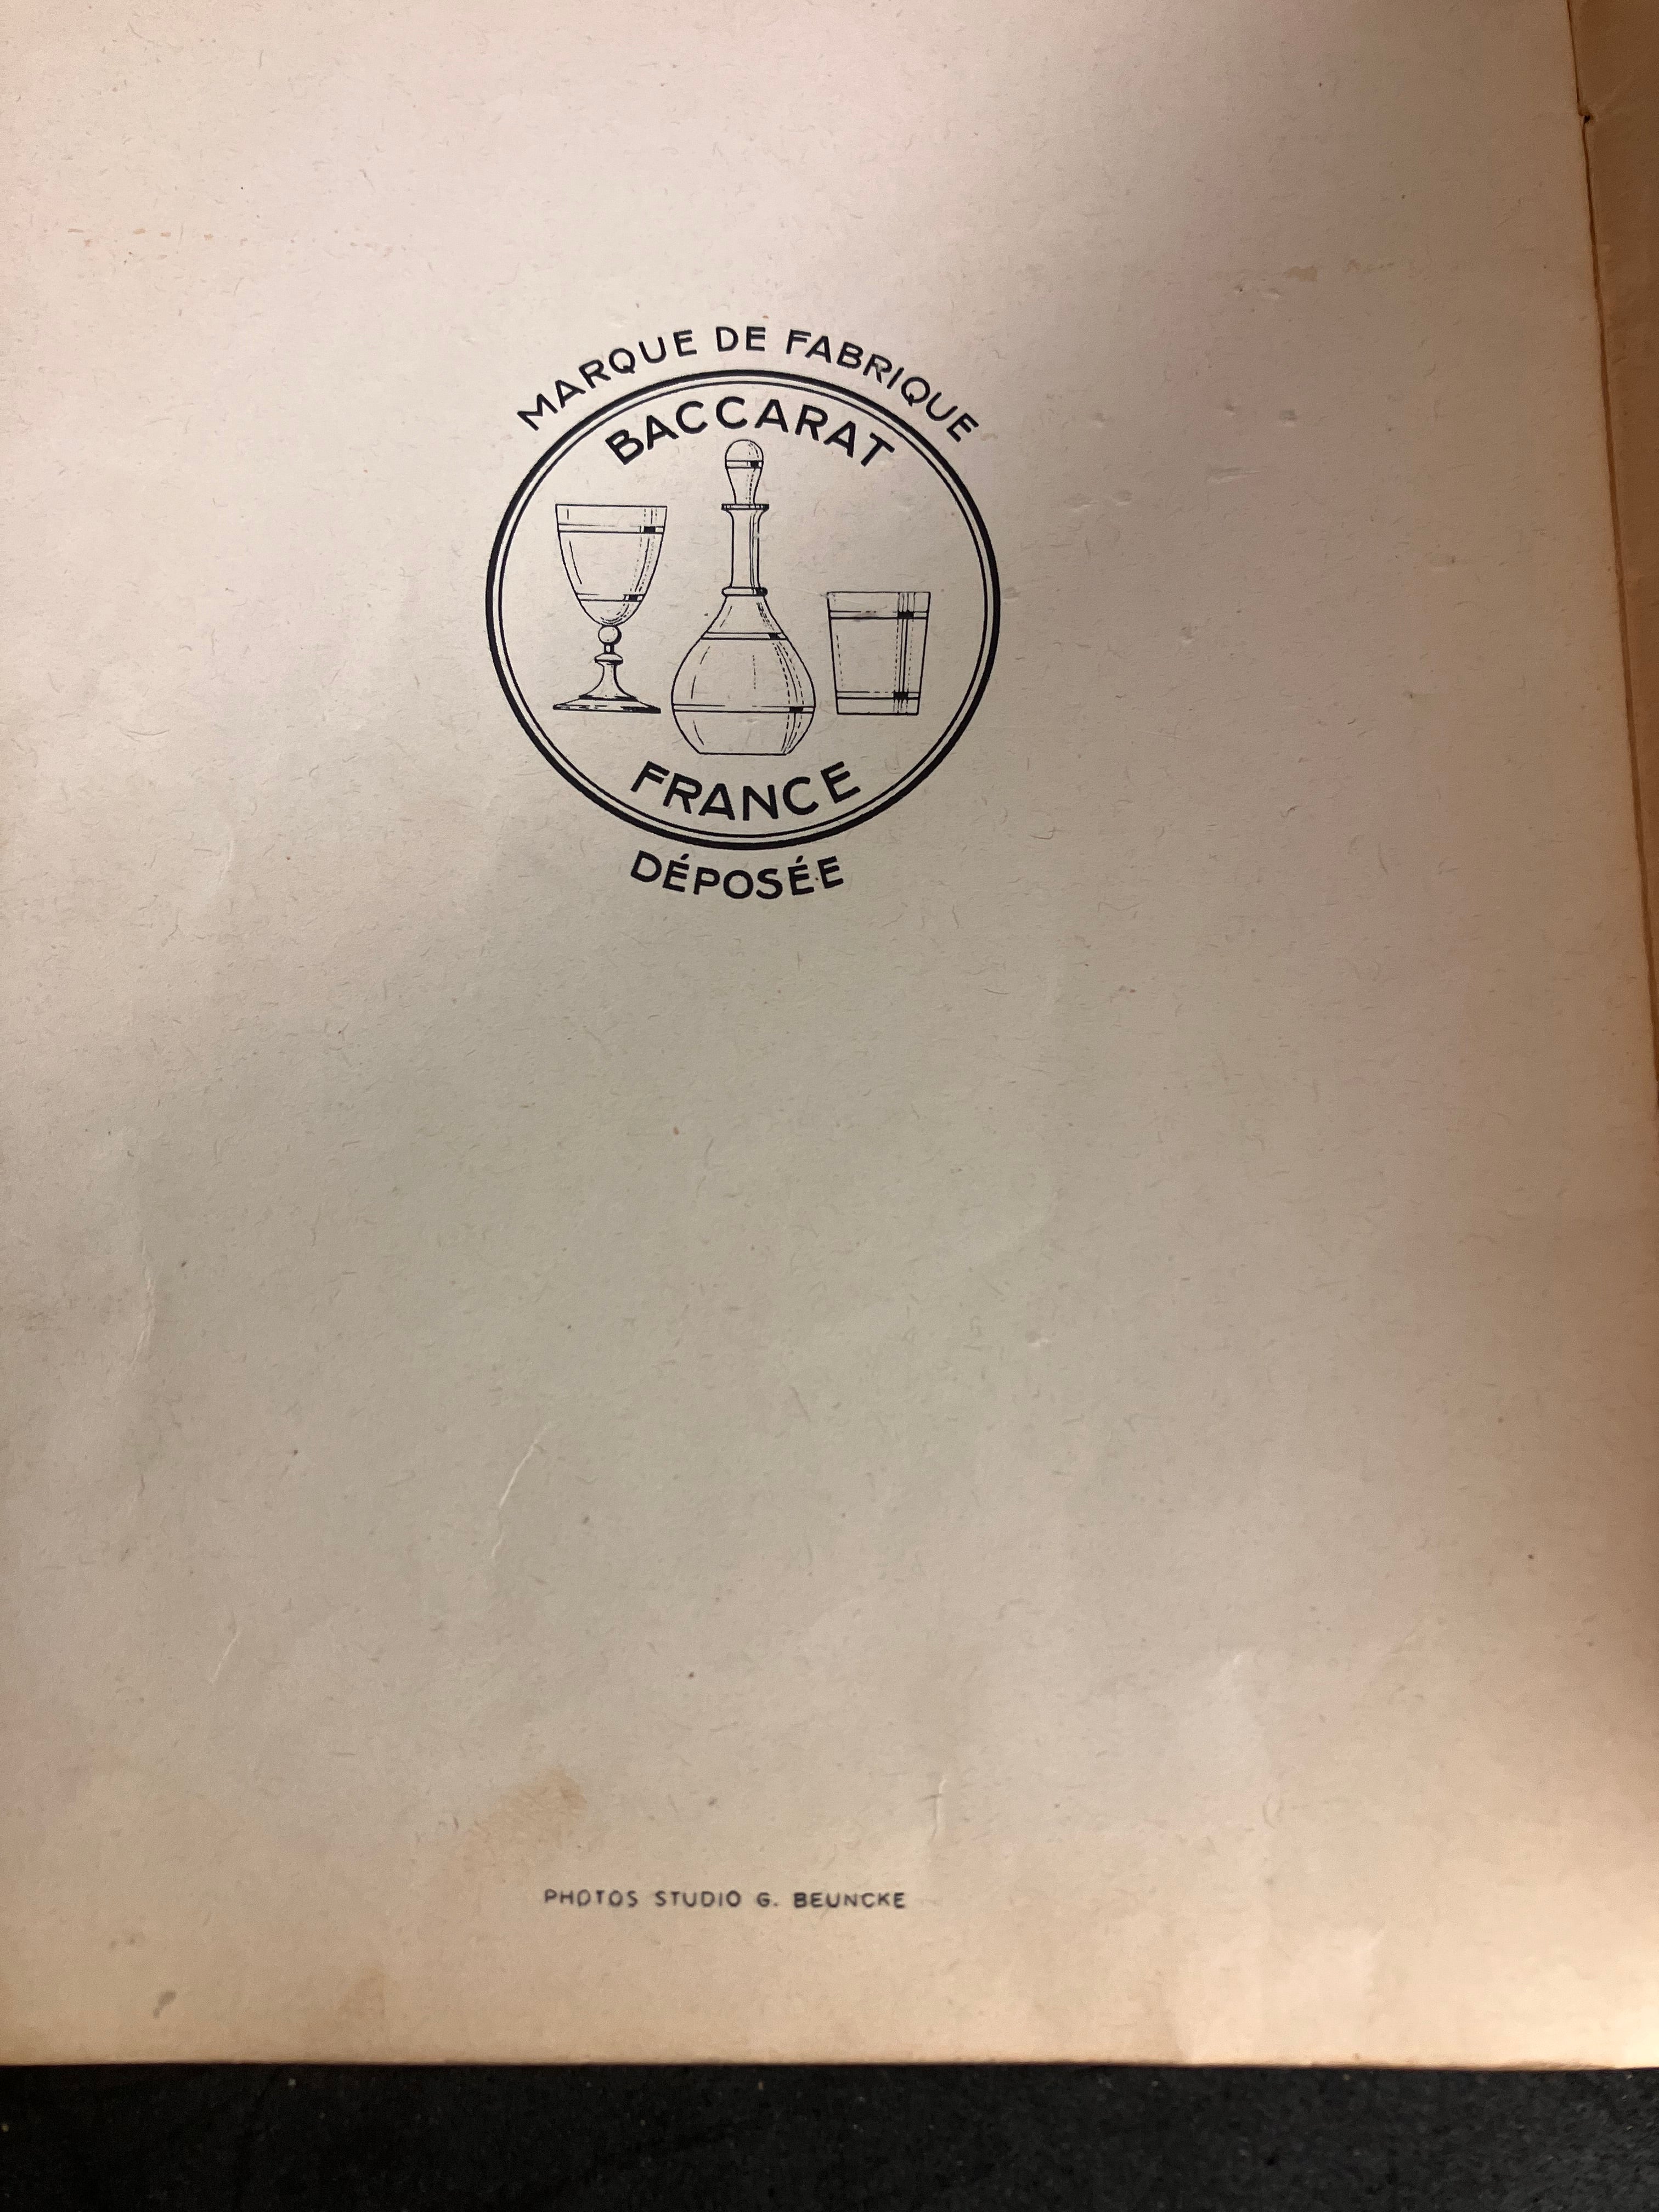 MARQUE DE FABRIQUE
BACCARAT
FRANCE
DÉPOSÉE
PHOTOS STUDIO G. BEUNCKE